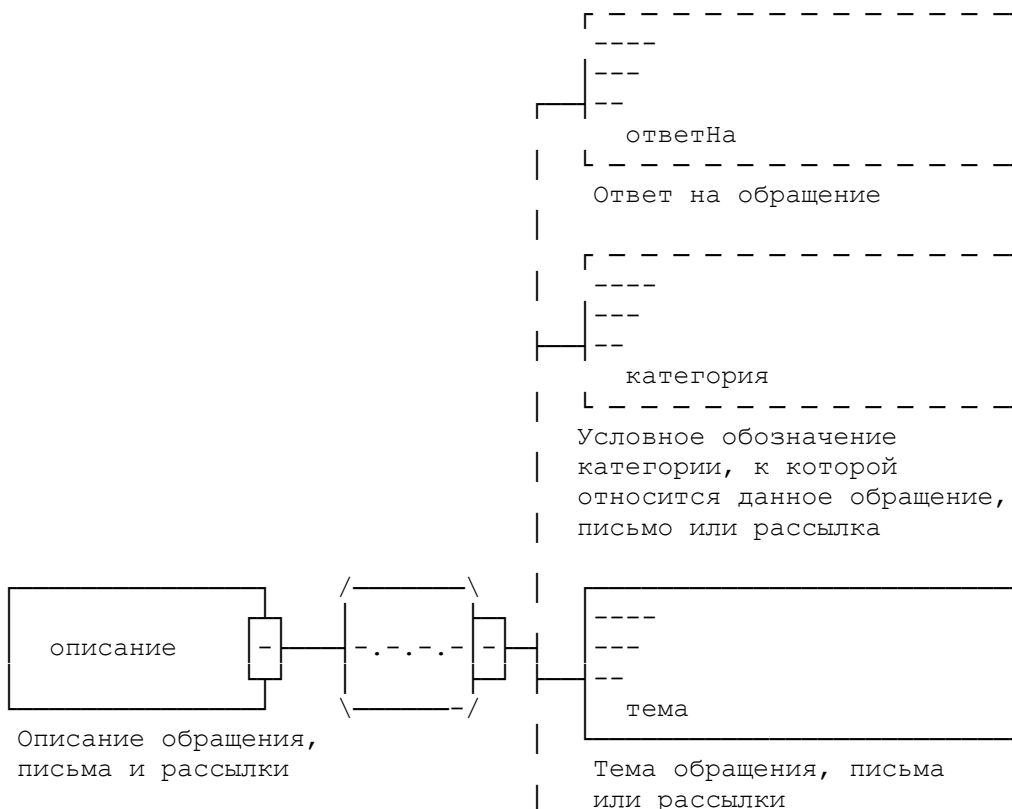 ответНа
Ответ на обращение
категория
Условное обозначение
категории, к которой
относится данное обращение,
письмо или рассылка
описание
тема
Описание обращения,
письма и рассылки
Тема обращения, письма
или рассылки